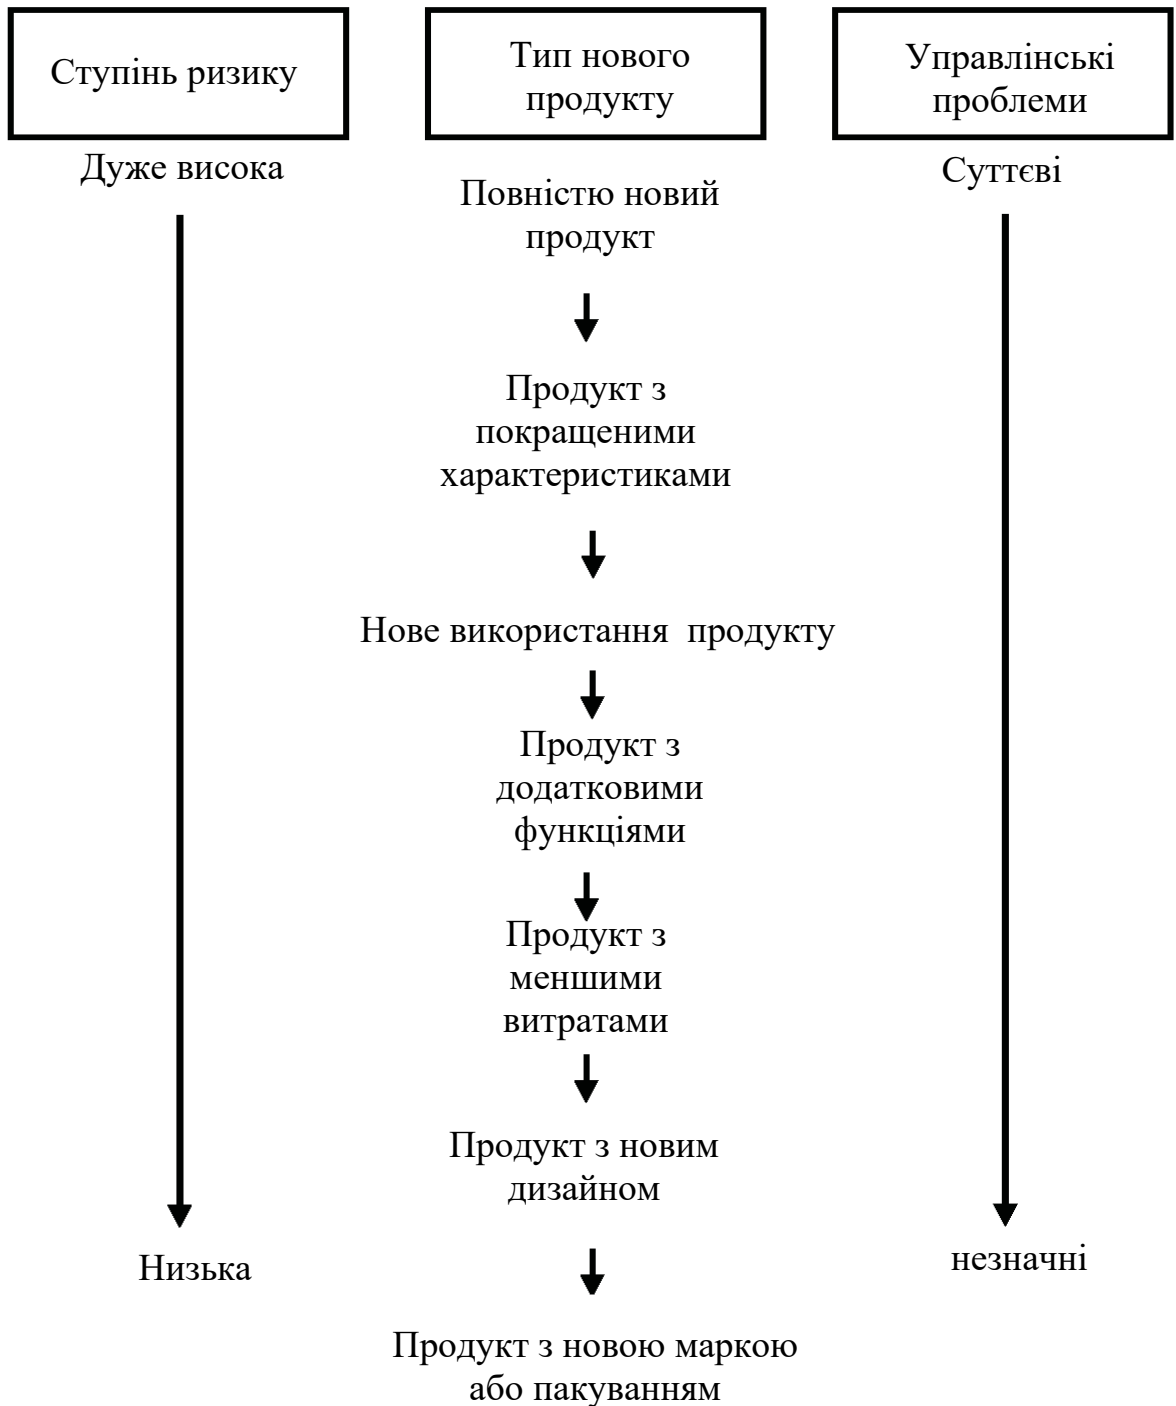 Ступінь ризику
Тип нового
продукту
Управлінські
проблеми
Дуже висока
Суттєві
Повністю новий
продукт
Продукт з
покращеними
характеристиками
Нове використання продукту
Продукт з
додатковими
функціями
Продукт з
меншими
витратами
Продукт з новим
дизайном
Низька
незначні
Продукт з новою маркою
або пакуванням